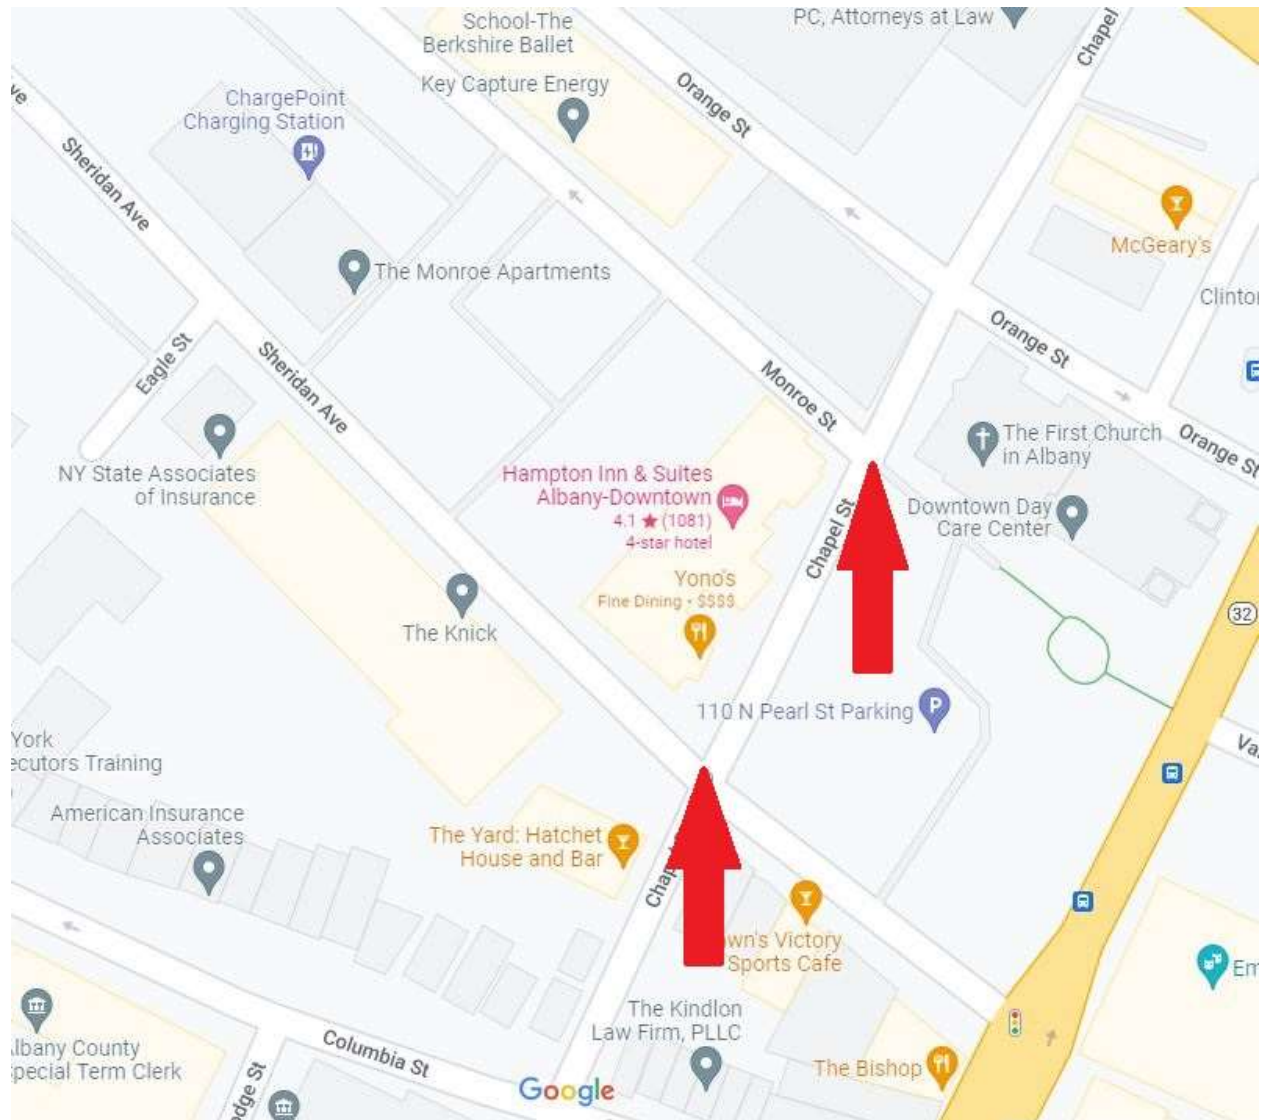 School-The
Berkshire Ballet
PC, Attorneys at Law
Chapel
Key Capture Energy
Orange St
ChargePoint
Charging Station
Sheridan Ave
McGeary's
The Monroe Apartments
Orange St
Eagle St
Sheridan Ave
Monroe St
Orange St
NY State Associates
of Insurance
Hampton Inn & Suites
Albany-Downtown
4.1 ★ (1081)
4-star hotel
The First Church
in Albany
Chapel St
Downtown Day
Care Center
Yono's
Fine Dining • $$$$
The Knick
32
110 N Pearl St Parking
P
York
ecutors Training
American Insurance
Associates
The Yard: Hatchet
House and Bar
wn's Victory
Sports Cafe
The Kindlon
Law Firm, PLLC
Columbia St
lbany County
pecial Term Clerk
The Bishop
Google